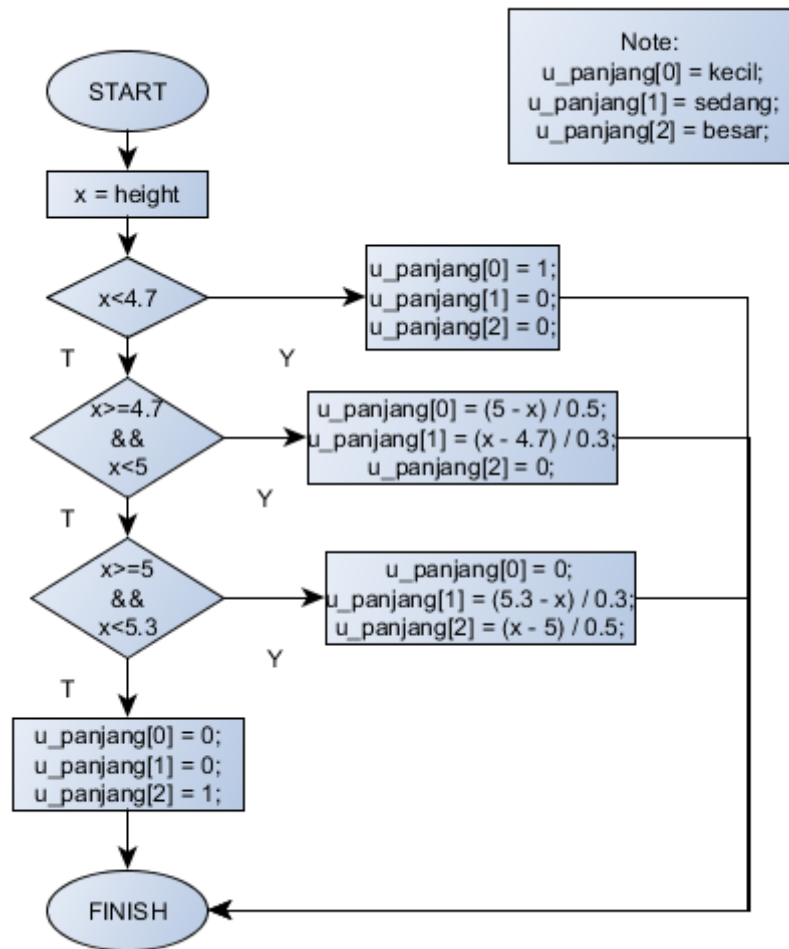 Note:
u_panjang[0] = kecil;
u_panjang[1] = sedang;
u_panjang[2] = besar;
START
x = height
x<4.7
u_panjang[0] = 1;
u_panjang[1] = 0;
u_panjang[2] = 0;
T
Y
x>=4.7
&&
x<5
u_panjang[0] = (5 - x) / 0.5;
u_panjang[1] = (x - 4.7) / 0.3;
u_panjang[2] = 0;
T
Y
x>=5
&&
x<5.3
u_panjang[0] = 0;
u_panjang[1] = (5.3 - x) / 0.3;
u_panjang[2] = (x - 5) / 0.5;
T
Y
u_panjang[0] = 0;
u_panjang[1] = 0;
u_panjang[2] = 1;
FINISH